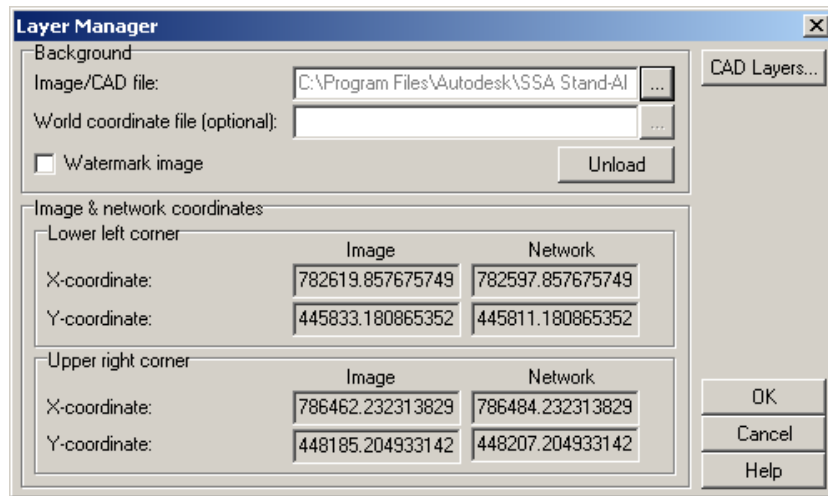 Layer Manager
Background
CAD Layers...
Image/CAD file:
C:\Program Files\Autodesk\SSA Stand-Al
...
World coordinate file (optional):
...
Watermark image
Unload
Image & network coordinates
Lower left corner
Image Network
X-coordinate: 782619.857675749 782597.857675749
Y-coordinate: 445833.180865352 445811.180865352
Upper right corner
Image Network
X-coordinate: 786462.232313829 786484.232313829
Y-coordinate: 448185.204933142 448207.204933142
OK
Cancel
Help